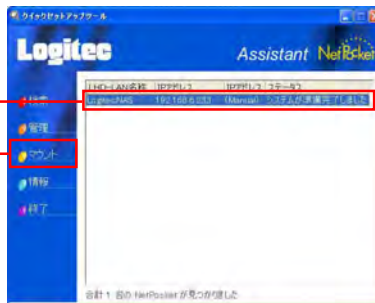 クイックセットアップツール
Logitec
Assistant NetPocket
LHD-LAN名称 IPアドレス IPアドレス ステータス
LogitecNAS 192.168.6.033 (Manual) システムが準備完了しました
検索
管理
マウント
情報
終了
合計 1 台の NetPocket が見つかりました